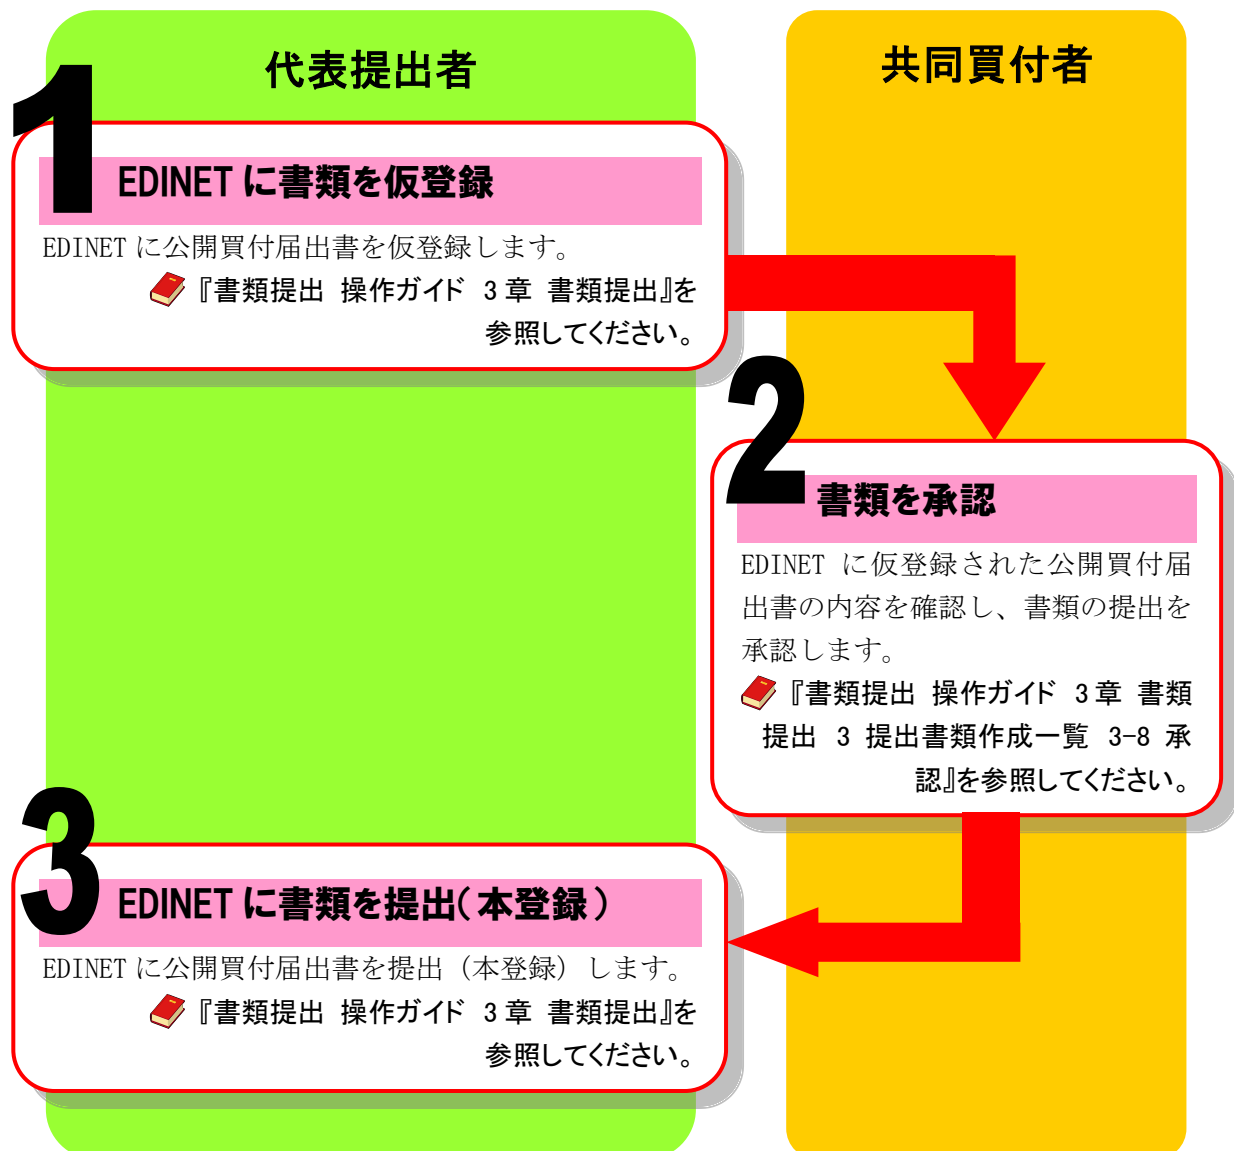 代表提出者
共同買付者
1
EDINET に書類を仮登録
EDINET に公開買付届出書を仮登録します。
『書類提出 操作ガイド 3章 書類提出』を
参照してください。
2
書類を承認
EDINET に仮登録された公開買付届
出書の内容を確認し、書類の提出を
承認します。
『書類提出 操作ガイド 3章 書類
提出 3 提出書類作成一覧 3-8 承
認』を参照してください。
3
EDINET に書類を提出(本登録)
EDINET に公開買付届出書を提出（本登録）します。
『書類提出 操作ガイド 3章 書類提出』を
参照してください。